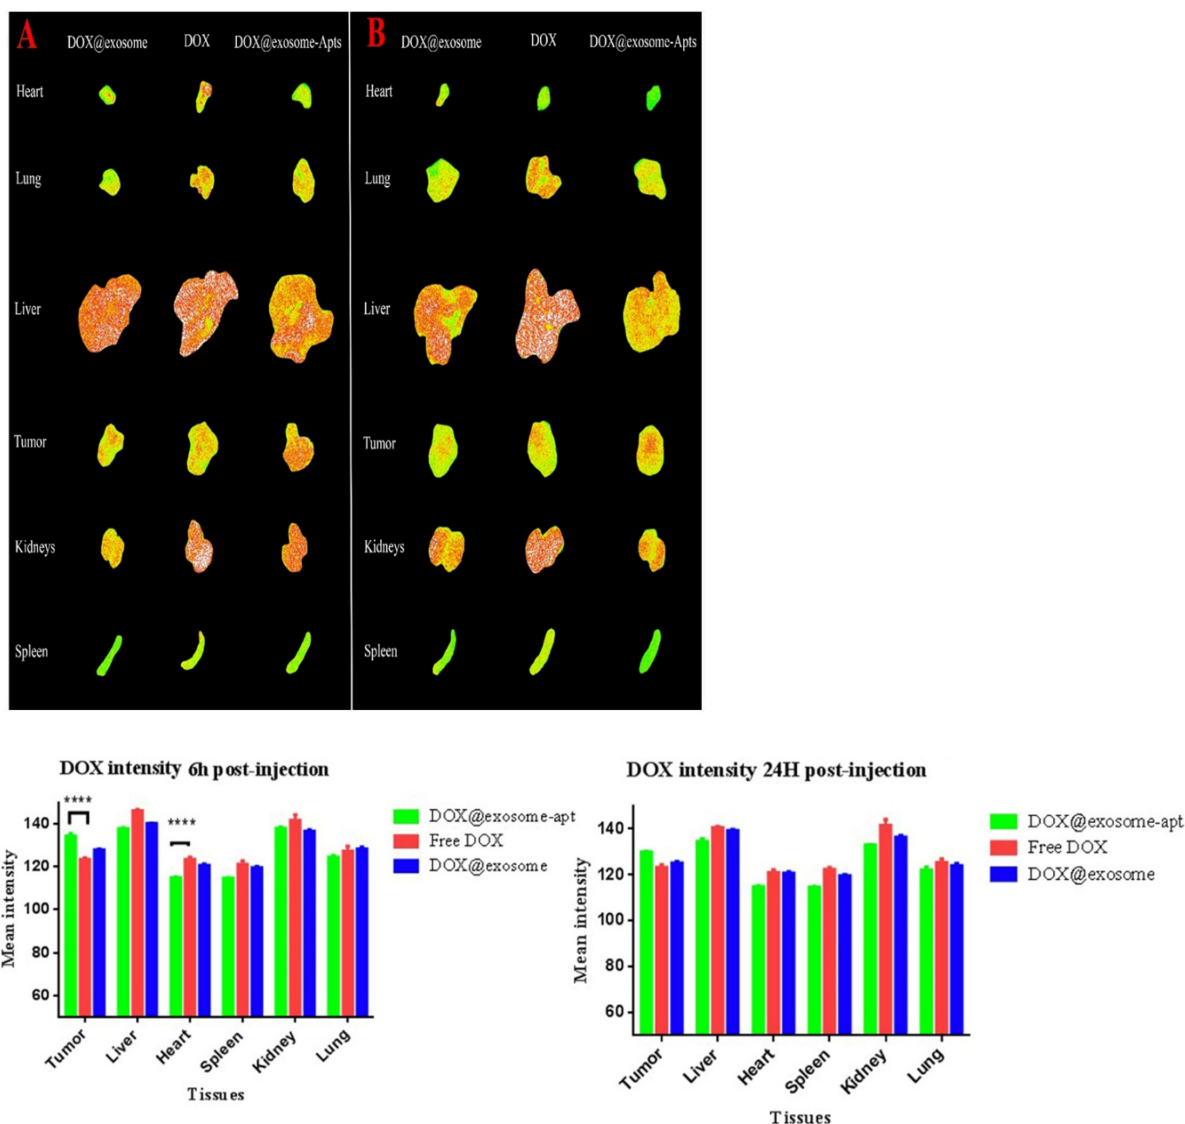 A
DOX@exosome DOX DOX@exosome-Apts
Heart
Lung
Liver
Tumor
Kidneys
Spleen
B
DOX@exosome DOX DOX@exosome-Apts
Heart
Lung
Liver
Tumor
Kidneys
Spleen
DOX intensity 6h post-injection
****
****
Mean intensity
140
120
100
80
60
Tumor
Liver
Heart
Spleen
Kidney
Lung
Tissues
DOX@exosome-apt
Free DOX
DOX@exosome
DOX intensity 24H post-injection
Mean intensity
140
120
100
80
60
Tumor
Liver
Heart
Spleen
Kidney
Lung
Tissues
DOX@exosome-apt
Free DOX
DOX@exosome